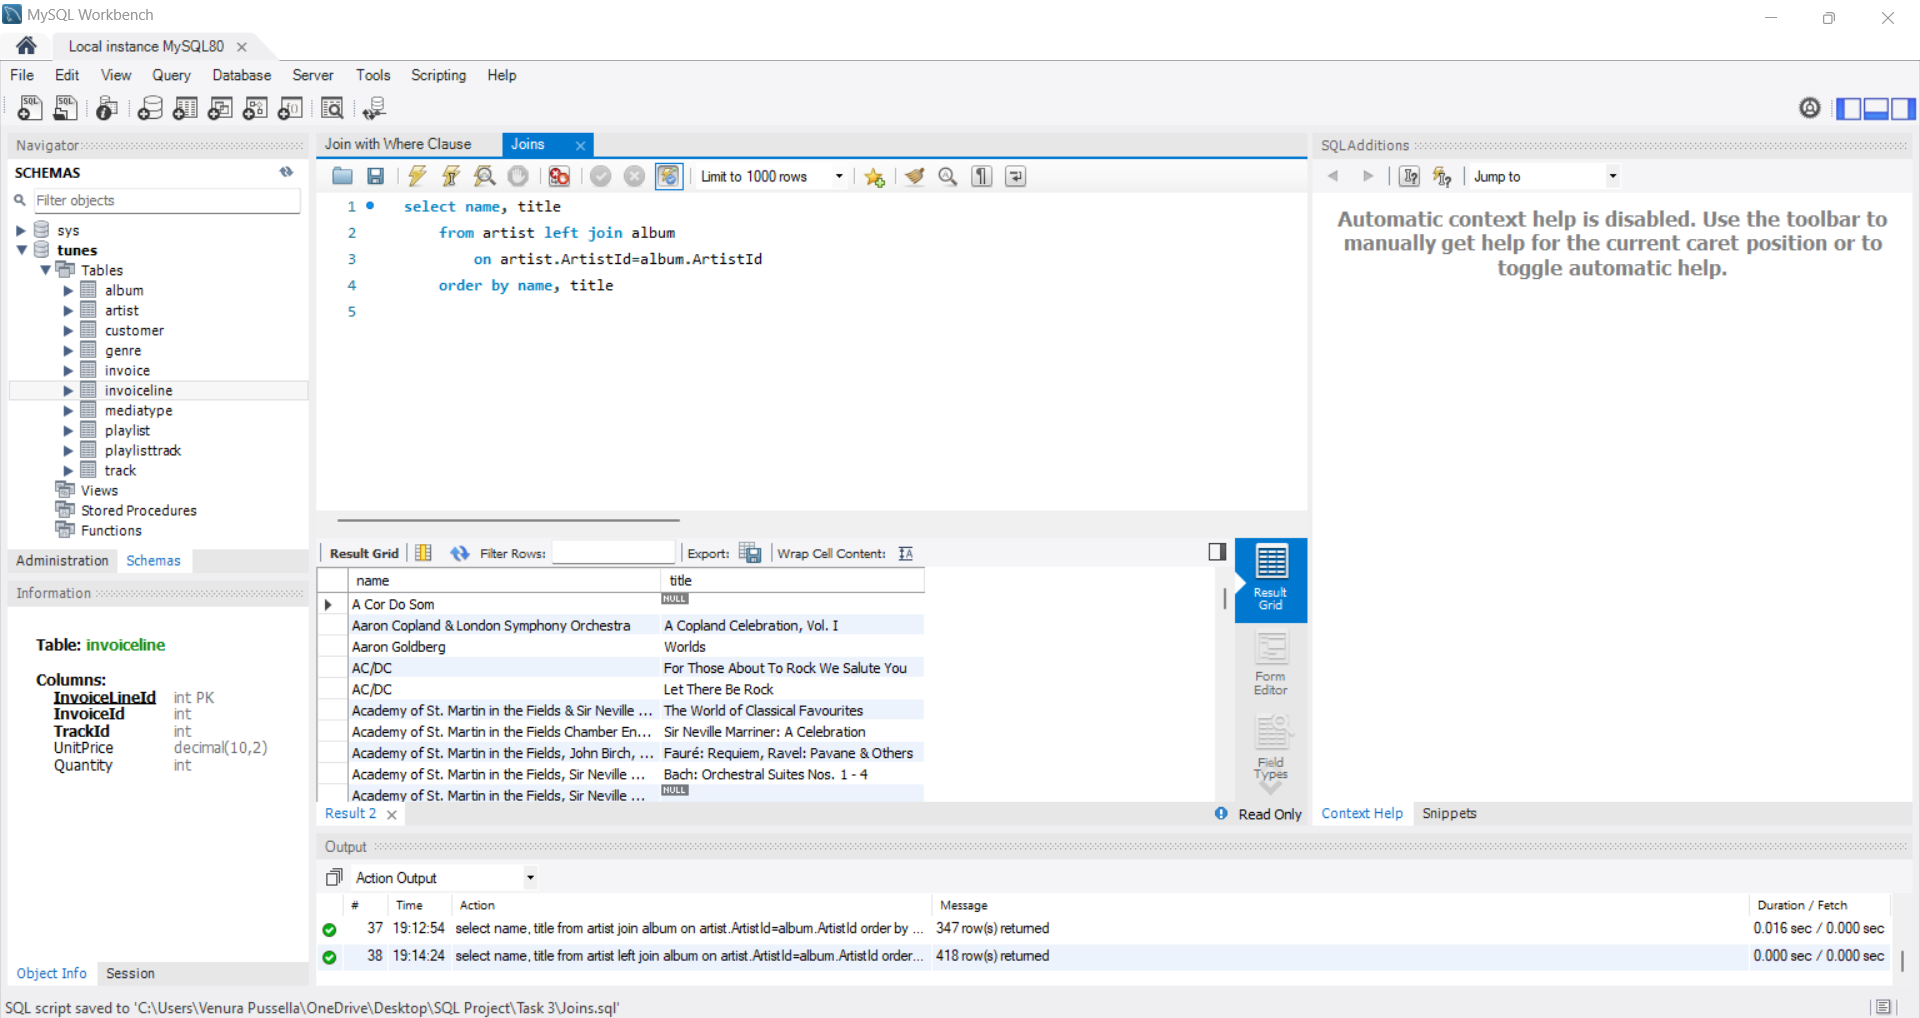 MySQL Workbench
Local instance MySQL80
File Edit View Query Database Server Tools Scripting Help
Navigator
SCHEMAS
Filter objects
sys
tunes
Tables
album
artist
customer
genre
invoice
invoiceline
mediatype
playlist
playlisttrack
track
Views
Stored Procedures
Functions
Administration Schemas
Information
Table: invoiceline
Columns:
InvoiceLineId int PK
InvoiceId int
TrackId int
UnitPrice decimal(10,2)
Quantity int
Object Info Session
Join with Where Clause Joins
Limit to 1000 rows
1 select name, title
2 from artist left join album
3 on artist.ArtistId=album.ArtistId
4 order by name, title
5
Result Grid Filter Rows: Export: Wrap Cell Content:
name title
A Cor Do Som NULL
Aaron Copland & London Symphony Orchestra A Copland Celebration, Vol. I
Aaron Goldberg Worlds
AC/DC For Those About To Rock We Salute You
AC/DC Let There Be Rock
Academy of St. Martin in the Fields & Sir Neville ... The World of Classical Favourites
Academy of St. Martin in the Fields Chamber En... Sir Neville Marriner: A Celebration
Academy of St. Martin in the Fields, John Birch, ... Fauré: Requiem, Ravel: Pavane & Others
Academy of St. Martin in the Fields, Sir Neville ... Bach: Orchestral Suites Nos. 1 - 4
Academy of St. Martin in the Fields, Sir Neville ... NULL
Result
Grid
Form
Editor
Field
Types
Result 2 Read Only
SQLAdditions
Jump to
Automatic context help is disabled. Use the toolbar to
manually get help for the current caret position or to
toggle automatic help.
Context Help Snippets
Output
Action Output
# Time Action Message Duration / Fetch
37 19:12:54 select name, title from artist join album on artist.ArtistId=album.ArtistId order by ... 347 row(s) returned 0.016 sec / 0.000 sec
38 19:14:24 select name, title from artist left join album on artist.ArtistId=album.ArtistId order... 418 row(s) returned 0.000 sec / 0.000 sec
SQL script saved to 'C:\Users\Venura Pussella\OneDrive\Desktop\SQL Project\Task 3\Joins.sql'